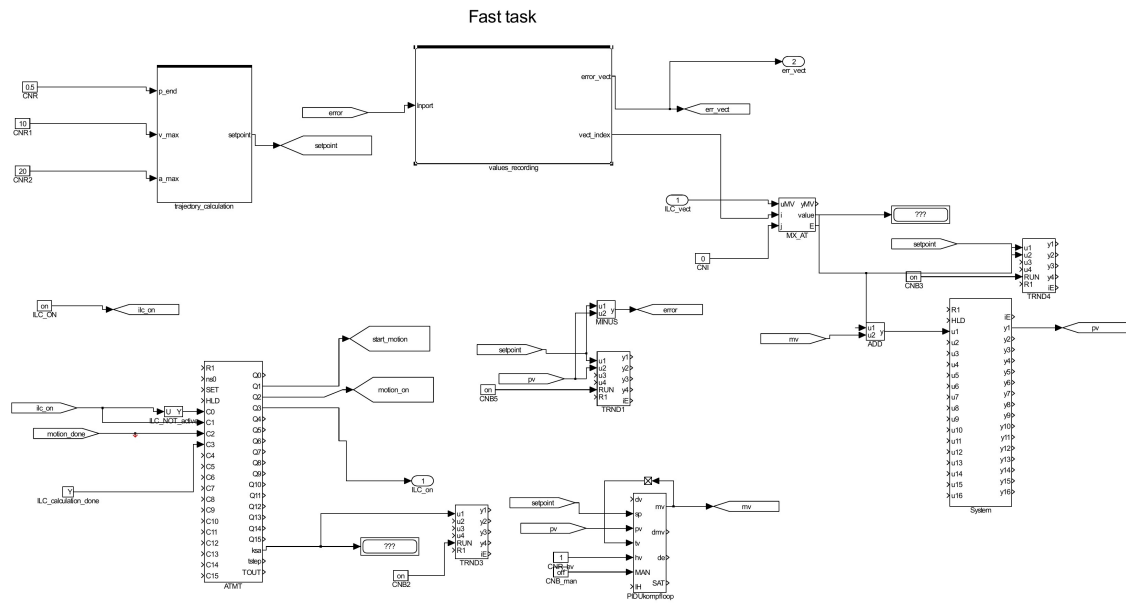 Fast task
0.5
CNR
10
CNR1
20
CNR2
p_end
v_max
a_max
setpoint
trajectory_calculation
setpoint
error
inport
error_vect
vect_index
values_recording
2
err_vect
err_vect
1
ILC_vect
0
CNI
uMV
i
j
yMV
value
E
MX_AT
???
setpoint
on
CNB3
u1
u2
u3
u4
RUN
R1
y1
y2
y3
y4
iE
TRND4
on
ILC_ON
ilc_on
setpoint
pv
on
CNB5
u1
u2
y
MINUS
error
u1
u2
u3
u4
RUN
R1
y1
y2
y3
y4
iE
TRND1
mv
u1
u2
y
ADD
R1
HLD
u1
u2
u3
u4
u5
u6
u7
u8
u9
u10
u11
u12
u13
u14
u15
u16
iE
y1
y2
y3
y4
y5
y6
y7
y8
y9
y10
y11
y12
y13
y14
y15
y16
System
pv
ilc_on
motion_done
U Y
ILC_NOT_active
Y
ILC_calculation_done
R1
ns0
SET
HLD
C0
C1
C2
C3
C4
C5
C6
C7
C8
C9
C10
C11
C12
C13
C14
C15
Q0
Q1
Q2
Q3
Q4
Q5
Q6
Q7
Q8
Q9
Q10
Q11
Q12
Q13
Q14
Q15
ksa
tstep
TOUT
ATMT
start_motion
motion_on
1
ILC_on
???
on
CNB2
u1
u2
u3
u4
RUN
R1
y1
y2
y3
y4
iE
TRND3
setpoint
pv
1
CNR_hv
off
CNB_man
dv
sp
pv
tv
hv
MAN
IH
mv
dmv
de
SAT
PIDUkompfloop
mv